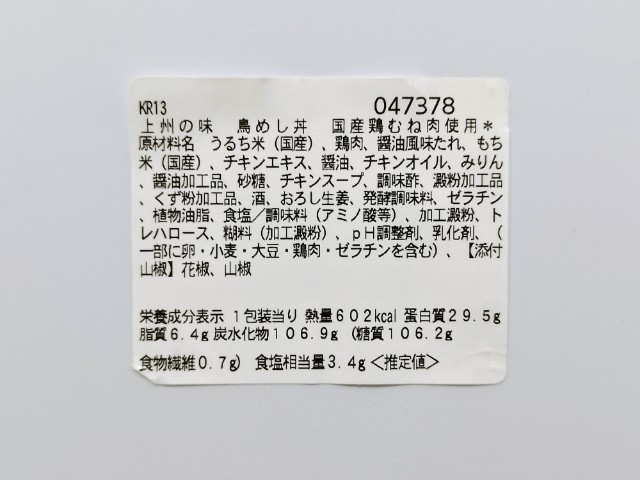 KR13 047378
上州の味 鳥めし丼 国産鶏むね肉使用＊
原材料名 うるち米（国産）、鶏肉、醤油風味たれ、もち
米（国産）、チキンエキス、醤油、チキンオイル、みりん
、醤油加工品、砂糖、チキンスープ、調味酢、澱粉加工品
、くず粉加工品、酒、おろし生姜、発酵調味料、ゼラチン
、植物油脂、食塩／調味料（アミノ酸等）、加工澱粉、ト
レハロース、糊料（加工澱粉）、ｐＨ調整剤、乳化剤、（
一部に卵・小麦・大豆・鶏肉・ゼラチンを含む）、【添付
山椒】花椒、山椒
栄養成分表示 １包装当り 熱量６０２kcal 蛋白質２９.５g
脂質６.４g 炭水化物１０６.９g（糖質１０６.２g
食物繊維０.７g） 食塩相当量３.４g＜推定値＞